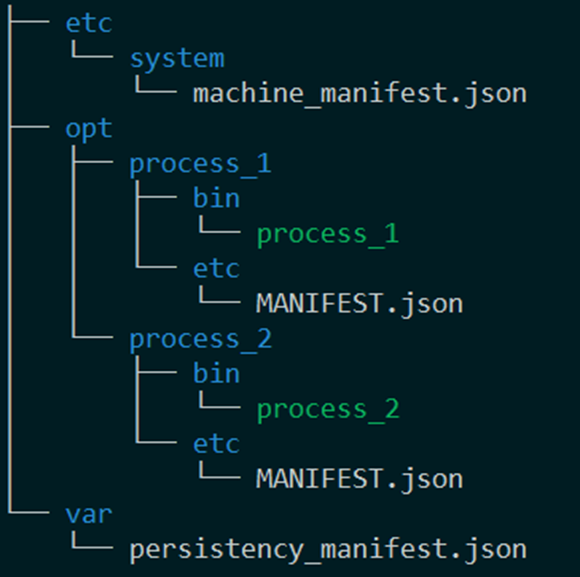 etc
system
machine_manifest.json
opt
process_1
bin
process_1
etc
MANIFEST.json
process_2
bin
process_2
etc
MANIFEST.json
var
persistency_manifest.json